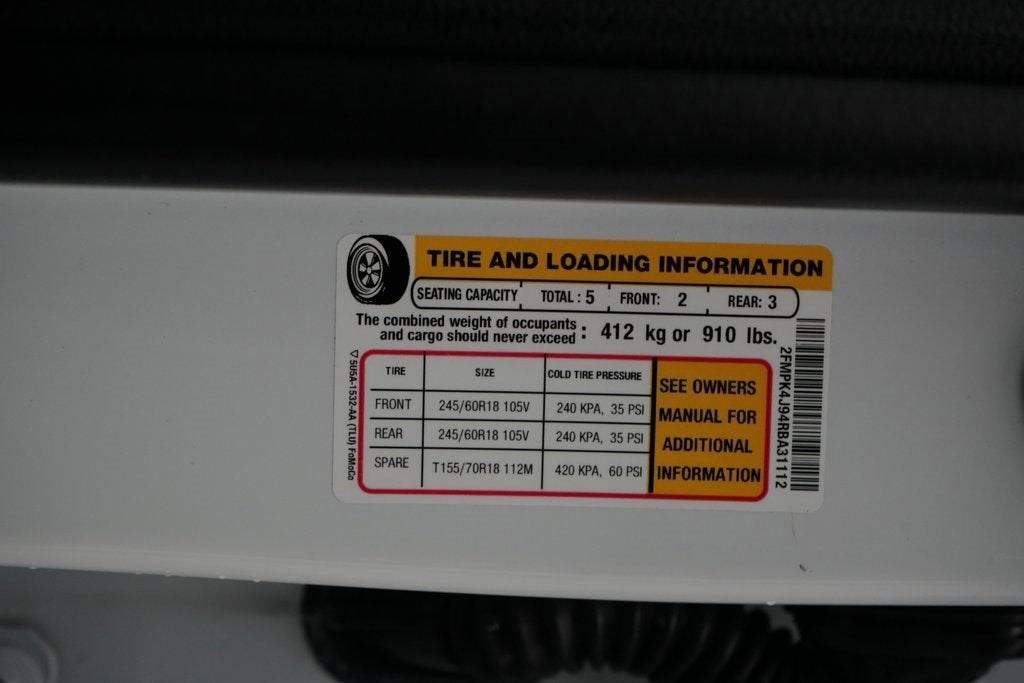 TIRE AND LOADING INFORMATION
SEATING CAPACITY TOTAL : 5 FRONT: 2 REAR: 3
The combined weight of occupants
and cargo should never exceed : 412 kg or 910 lbs.
TIRE SIZE COLD TIRE PRESSURE
FRONT 245/60R18 105V 240 KPA, 35 PSI
REAR 245/60R18 105V 240 KPA, 35 PSI
SPARE T155/70R18 112M 420 KPA, 60 PSI
SEE OWNERS
MANUAL FOR
ADDITIONAL
INFORMATION
5U5A-1532-AA (TLU) FoMoCo
2FMPK4J94RBA31112